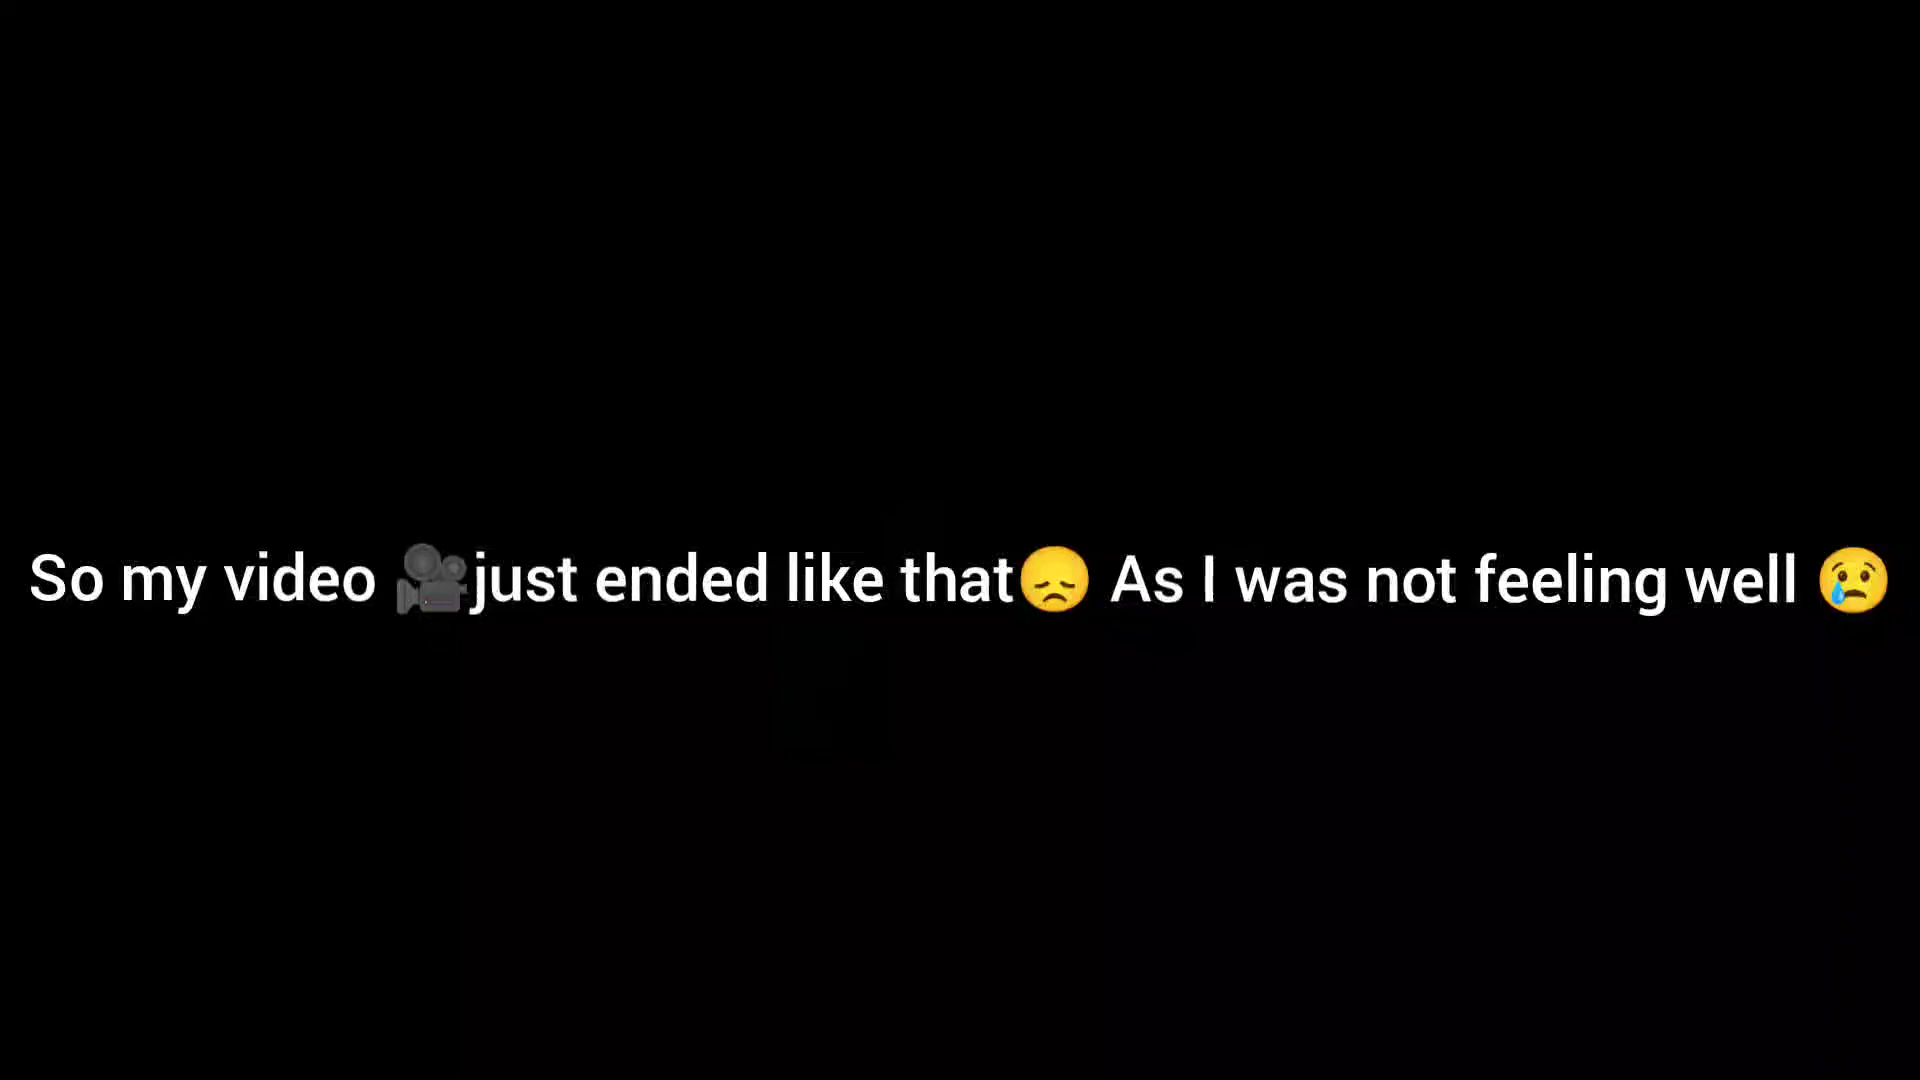 So my video 🎥just ended like that😞 As I was not feeling well 😢